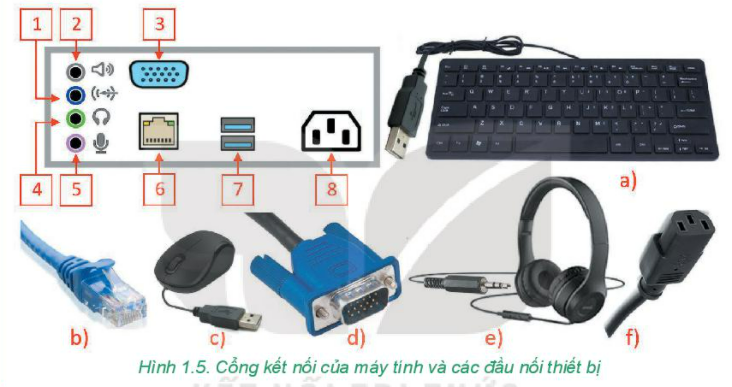 2 3
1
4 5 6 7 8
a)
b) c) d) e) f)
Hình 1.5. Cổng kết nối của máy tính và các đầu nối thiết bị